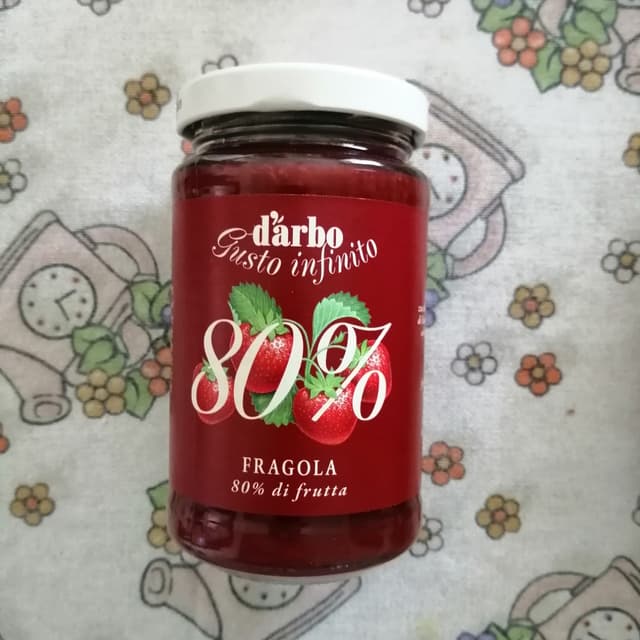 d'arbo
Gusto infinito
80%
FRAGOLA
80% di frutta